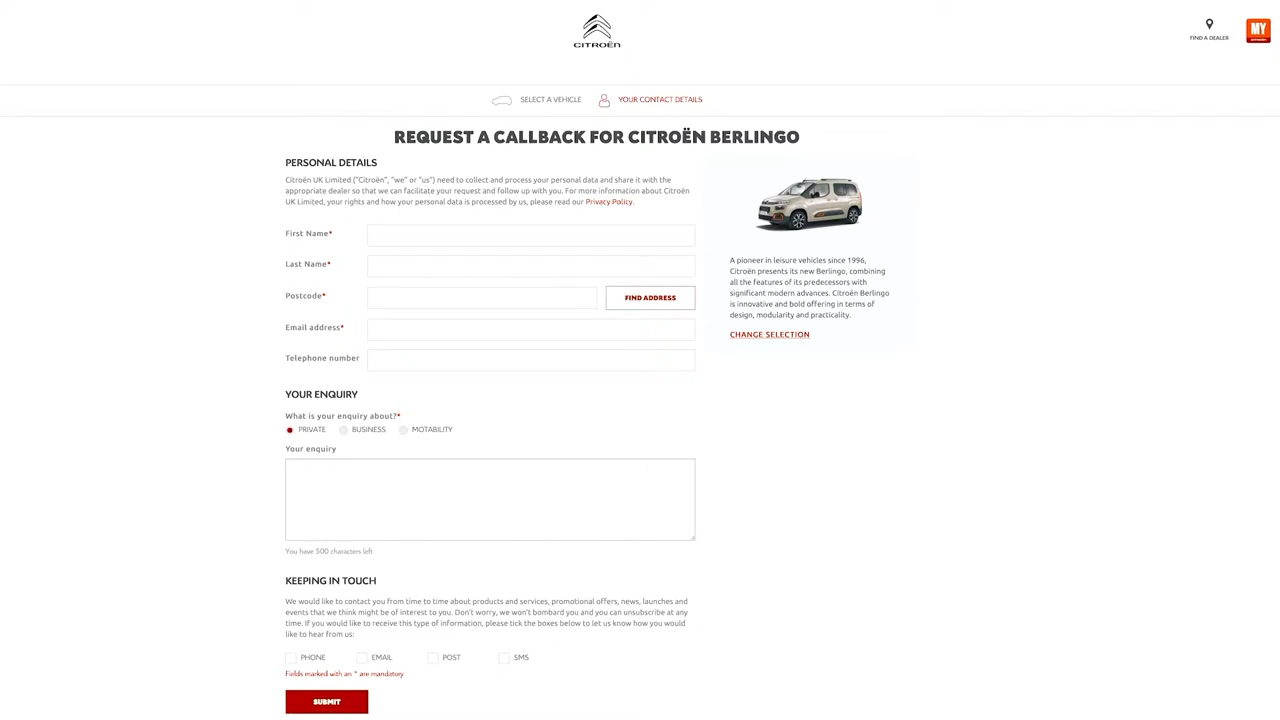 CITROËN
FIND A DEALER
MY
SELECT A VEHICLE
YOUR CONTACT DETAILS
REQUEST A CALLBACK FOR CITROËN BERLINGO
PERSONAL DETAILS
Citroën UK Limited ("Citroën", "we" or "us") need to collect and process your personal data and share it with the
appropriate dealer so that we can facilitate your request and follow up with you. For more information about Citroën
UK Limited, your rights and how your personal data is processed by us, please read our Privacy Policy.
First Name*
Last Name*
Postcode*
FIND ADDRESS
Email address*
Telephone number
A pioneer in leisure vehicles since 1996,
Citroën presents its new Berlingo, combining
all the features of its predecessors with
significant modern advances. Citroën Berlingo
is innovative and bold offering in terms of
design, modularity and practicality.
CHANGE SELECTION
YOUR ENQUIRY
What is your enquiry about?*
PRIVATE BUSINESS MOTABILITY
Your enquiry
You have 500 characters left
KEEPING IN TOUCH
We would like to contact you from time to time about products and services, promotional offers, news, launches and
events that we think might be of interest to you. Don't worry, we won't bombard you and you can unsubscribe at any
time. If you would like to receive this type of information, please tick the boxes below to let us know how you would
like to hear from us:
PHONE EMAIL POST SMS
Fields marked with an * are mandatory
SUBMIT